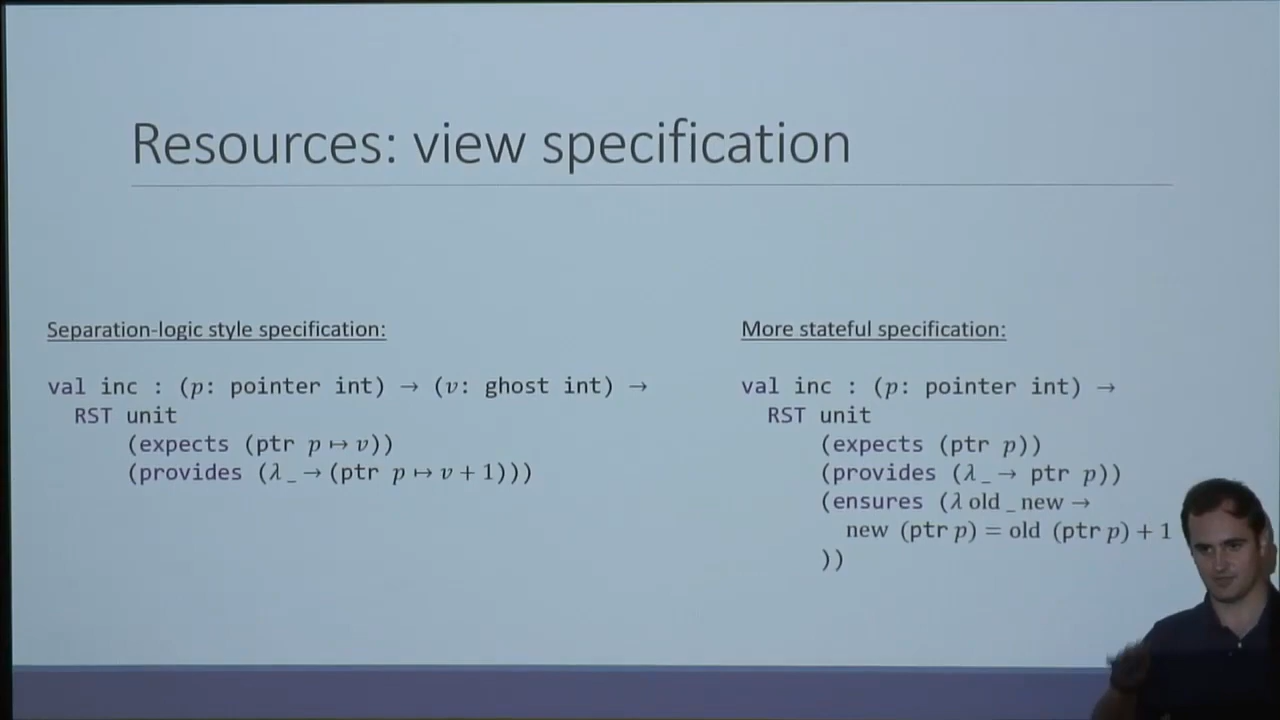 Resources: view specification
Separation-logic style specification:
val inc : (p: pointer int) → (v: ghost int) →
RST unit
(expects (ptr p ↦ v))
(provides (λ _ → (ptr p ↦ v + 1)))
More stateful specification:
val inc : (p: pointer int) →
RST unit
(expects (ptr p))
(provides (λ _ → ptr p))
(ensures (λ old _ new →
new (ptr p) = old (ptr p) + 1
))